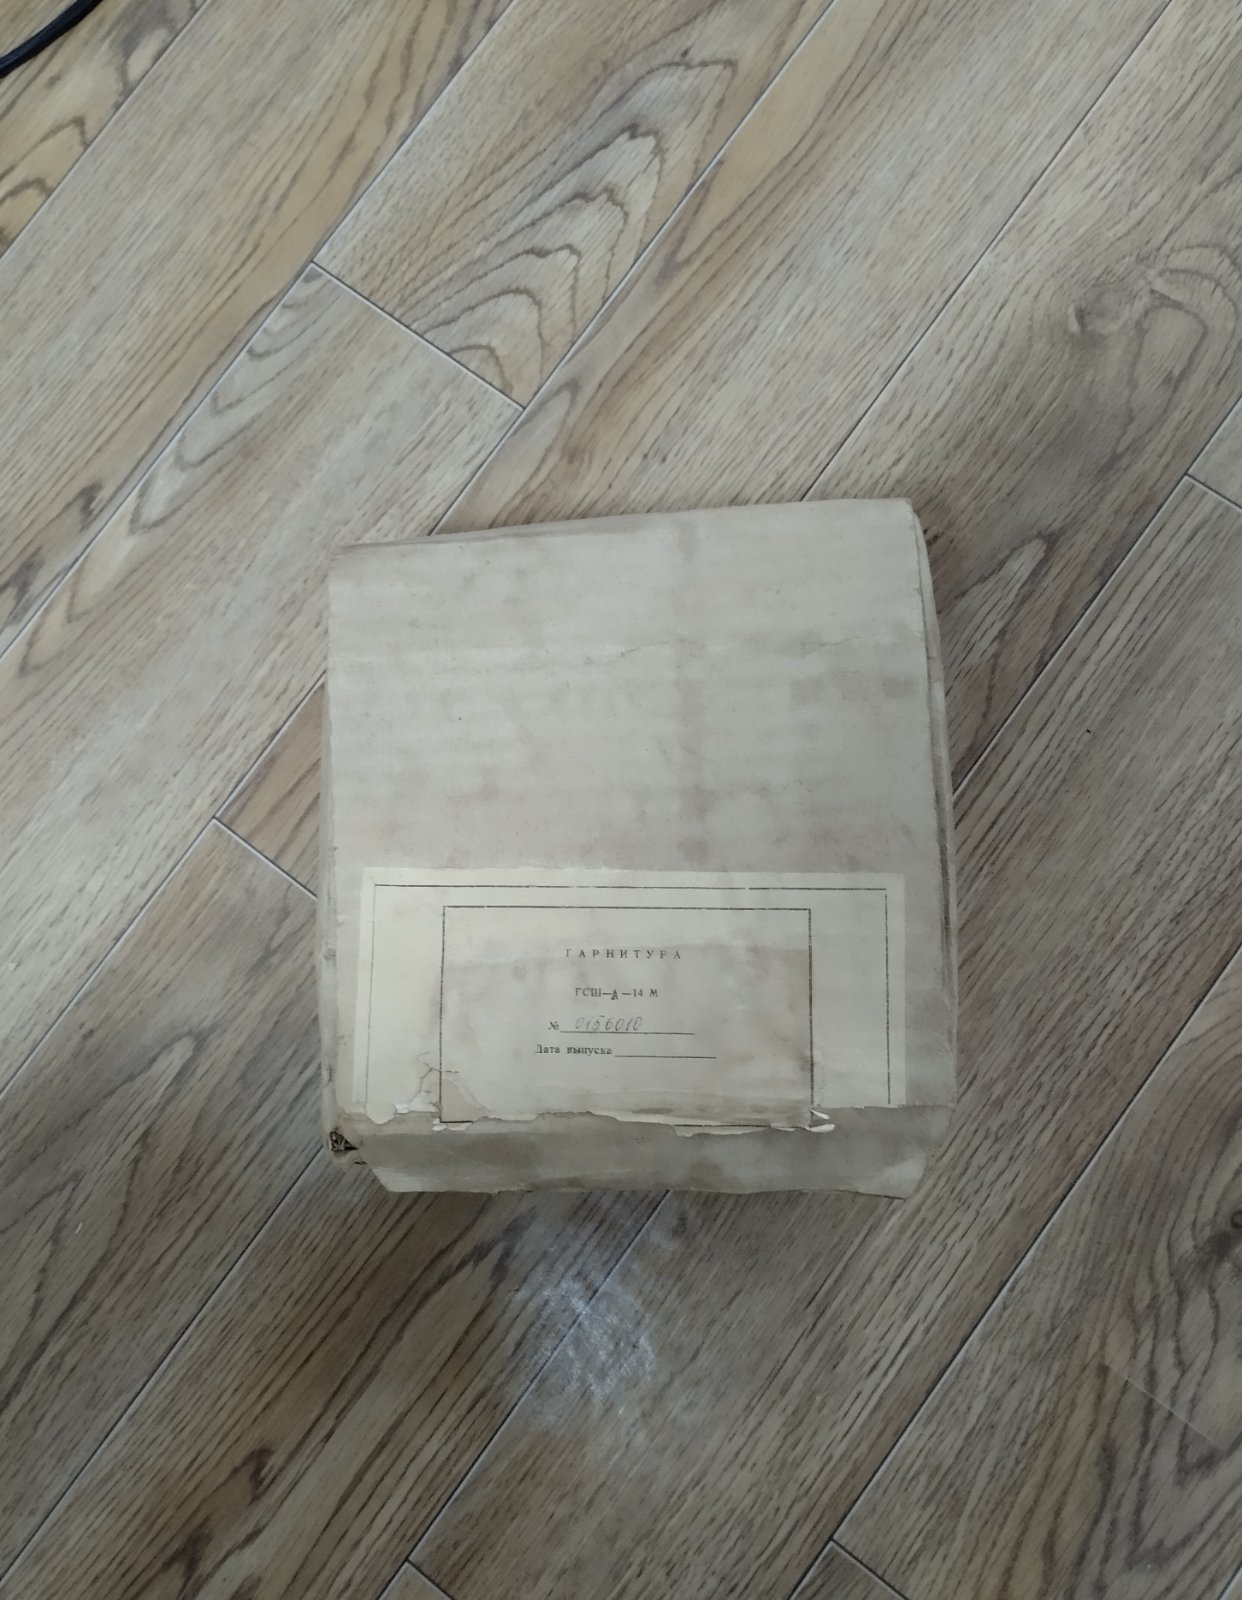 ГАРНИТУРА
ГСШ—А—14 М
№ 0156010
Дата выпуска